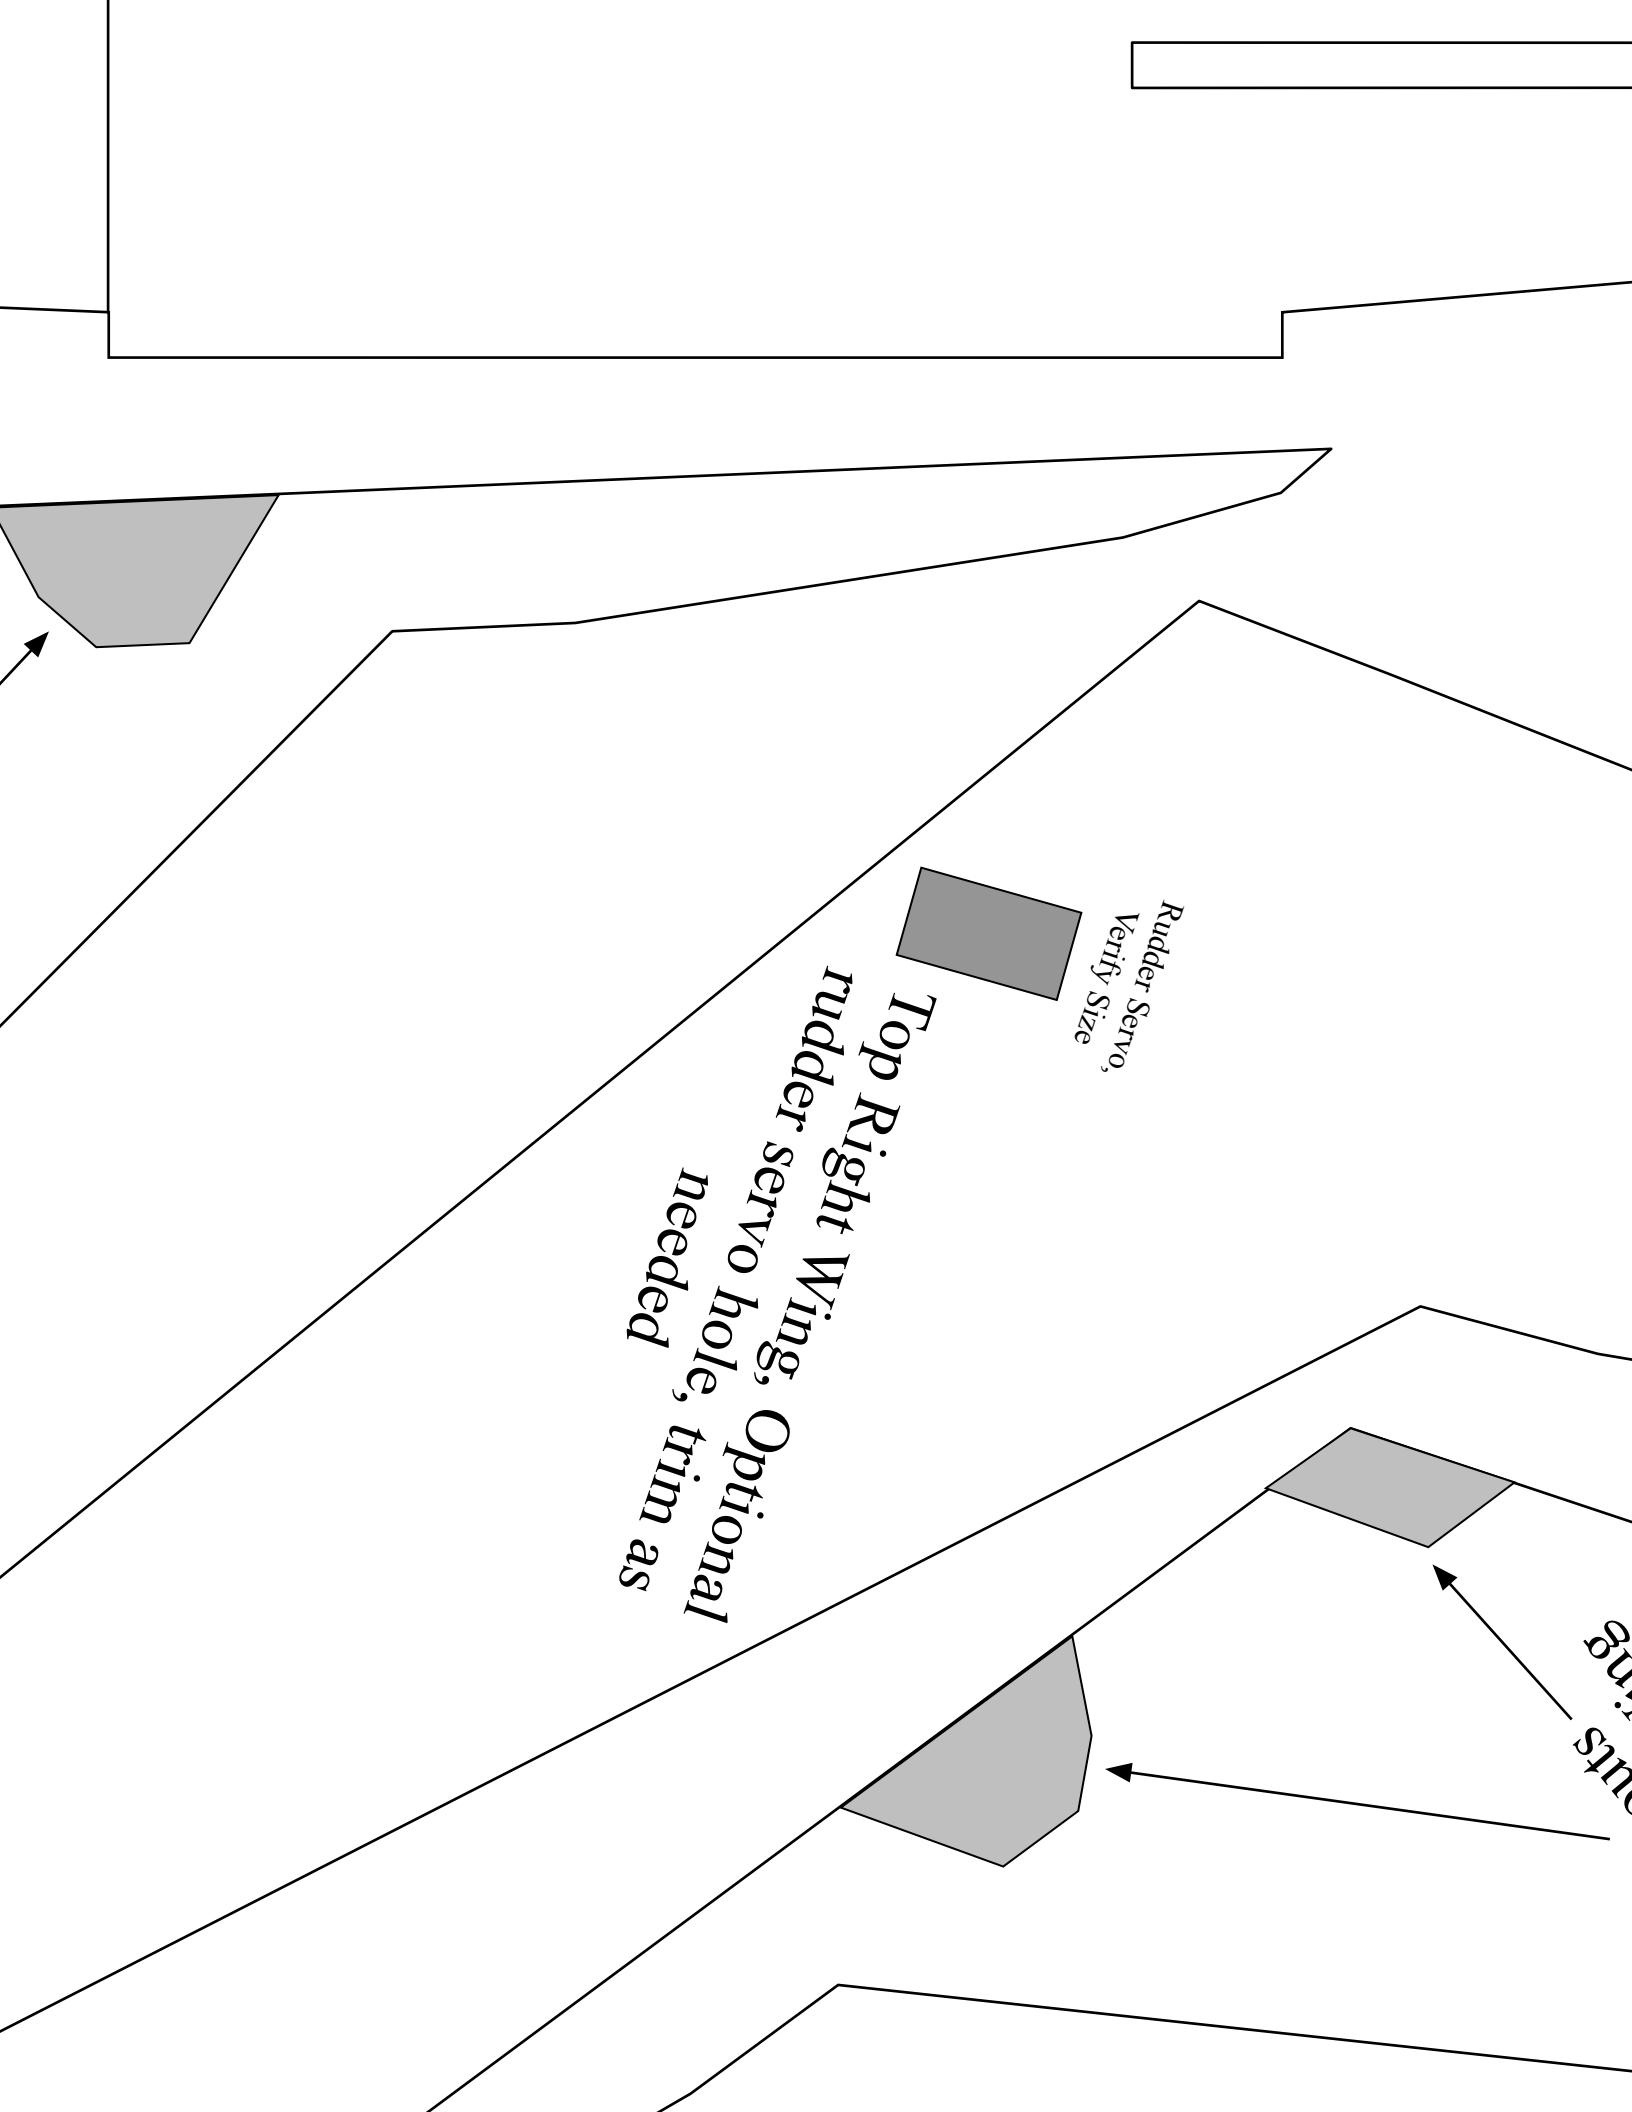 Rudder Servo,
Verify Size
Top Right Wing, Optional
rudder servo hole, trim as
needed